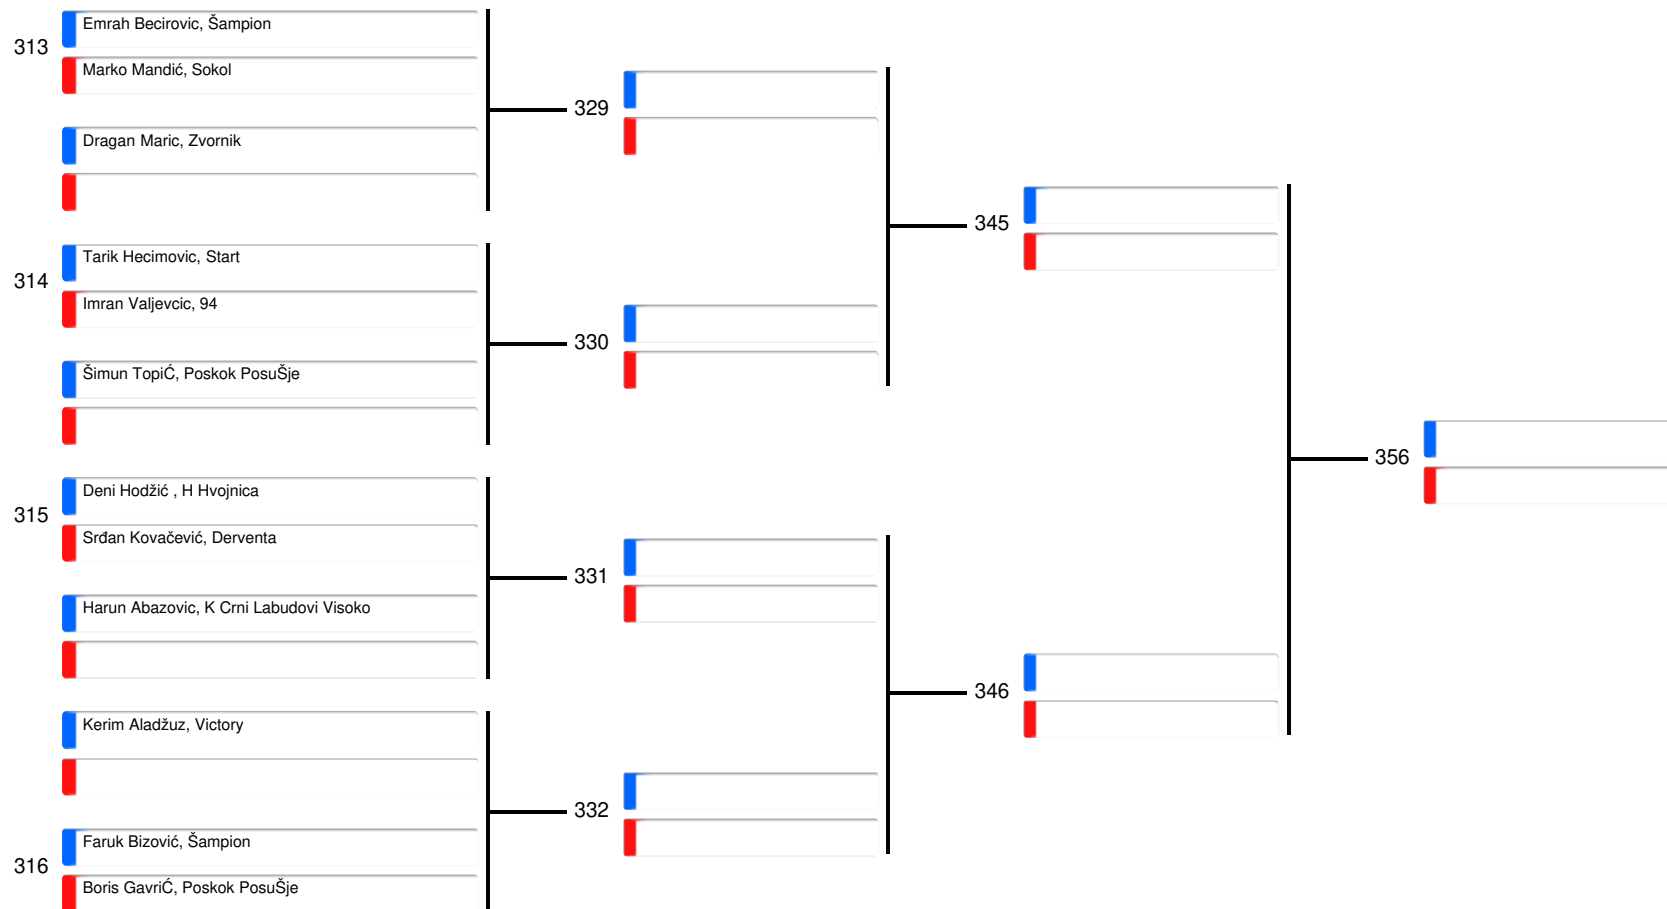 313
Emrah Becirovic, Šampion
Marko Mandić, Sokol
Dragan Maric, Zvornik
314
Tarik Hecimovic, Start
Imran Valjevcic, 94
Šimun TopiĆ, Poskok PosuŠje
315
Deni Hodžić , H Hvojnica
Srđan Kovačević, Derventa
Harun Abazovic, K Crni Labudovi Visoko
Kerim Aladžuz, Victory
316
Faruk Bizović, Šampion
Boris GavriĆ, Poskok PosuŠje
329
330
331
332
345
346
356